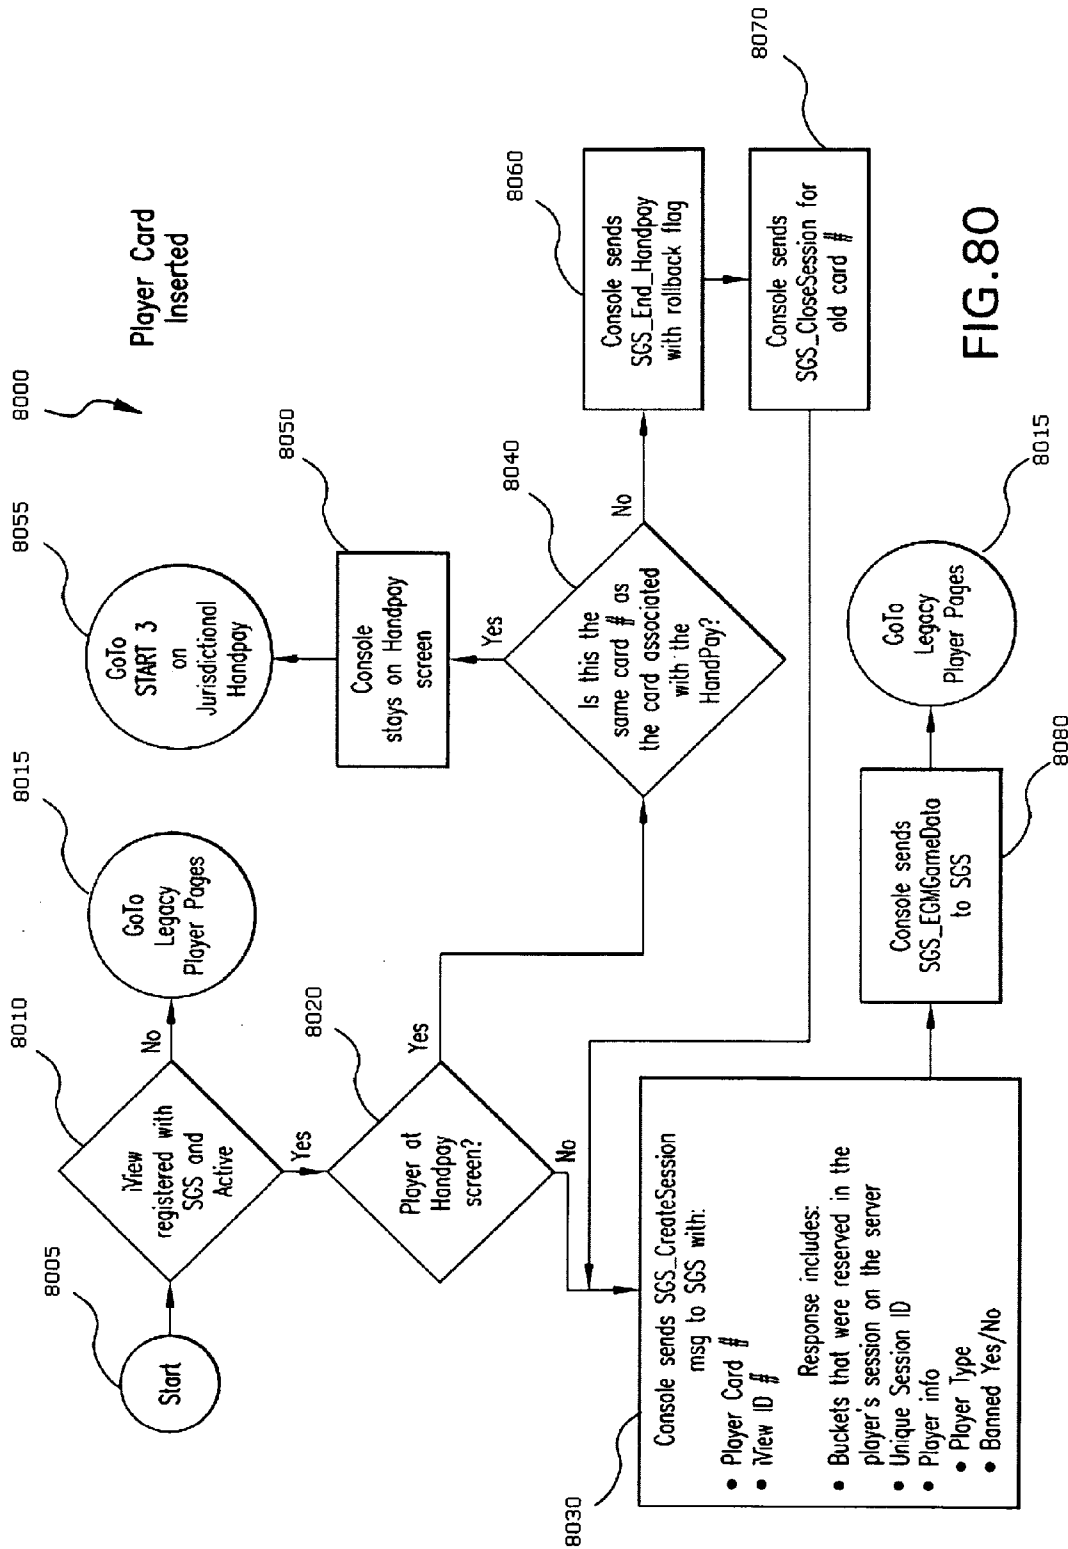 8000
Player Card
Inserted
8005
Start
8010
iView
registered with
SGS and
Active
No
8015
GoTo
Legacy
Player Pages
Yes
8020
Player at
Handpay
screen?
Yes
No
8040
Is this the
same card # as
the card associated
with the
HandPay?
Yes
8050
Console
stays on Handpay
screen
8055
GoTo
START 3
on
Jurisdictional
Handpay
No
8060
Console sends
SGS_End_Handpay
with rollback flag
8070
Console sends
SGS_CloseSession for
old card #
8030
Console sends SGS_CreateSession
msg to SGS with:
• Player Card #
• iView ID #
Response includes:
• Buckets that were reserved in the
player's session on the server
• Unique Session ID
• Player info
• Player Type
• Banned Yes/No
8080
Console sends
SGS_EGMGameData
to SGS
8015
GoTo
Legacy
Player Pages
FIG.80